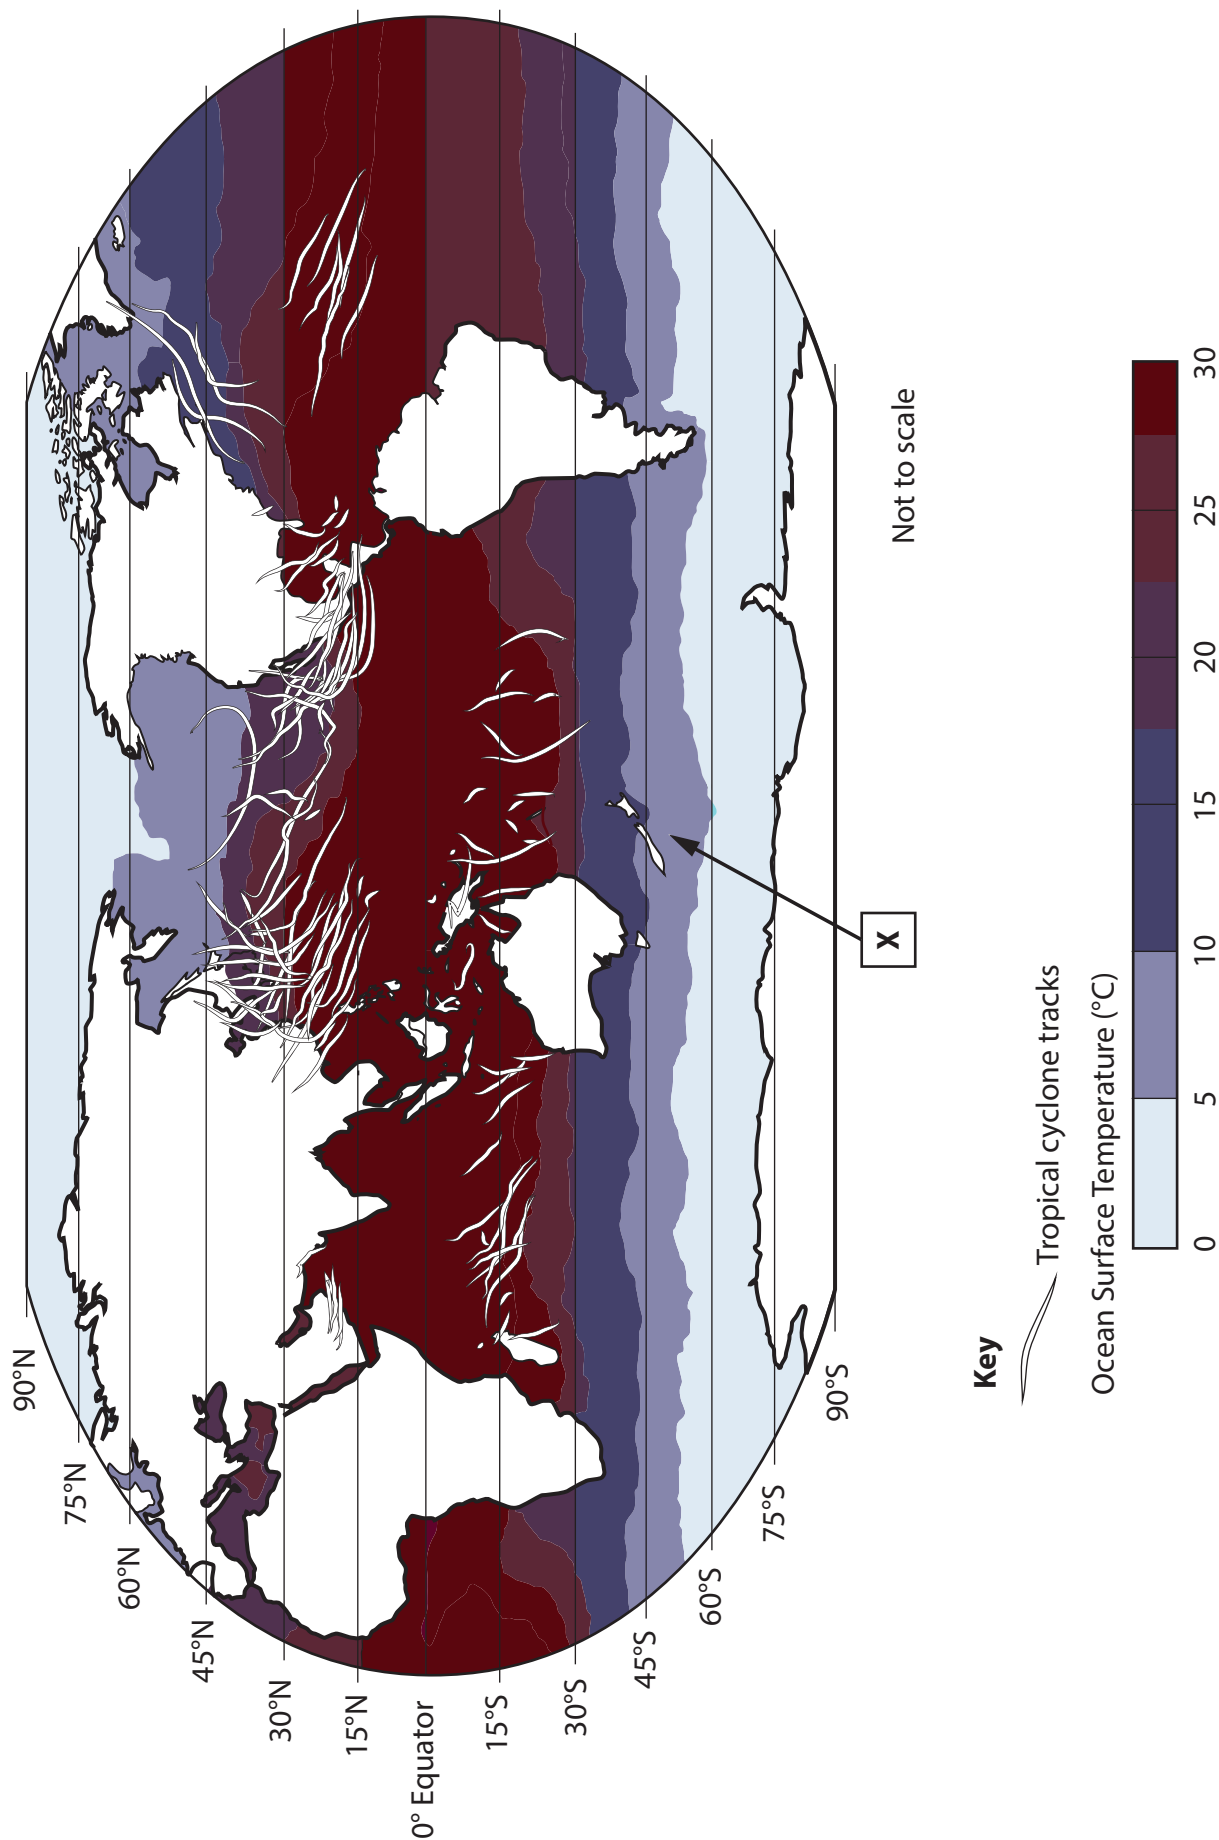 90°N
75°N
60°N
45°N
30°N
15°N
0° Equator
15°S
30°S
45°S
60°S
75°S
90°S
X
Not to scale
Key
Tropical cyclone tracks
Ocean Surface Temperature (°C)
0 5 10 15 20 25 30